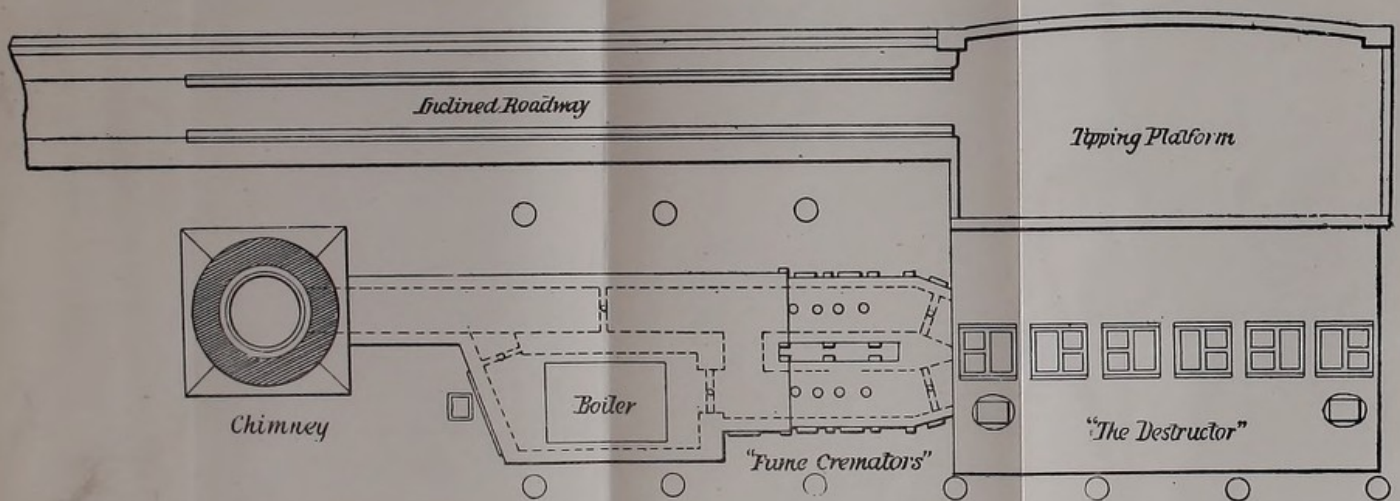 Inclined Roadway
Tipping Platform
Chimney
Boiler
"Fume Cremators"
"The Destructor"